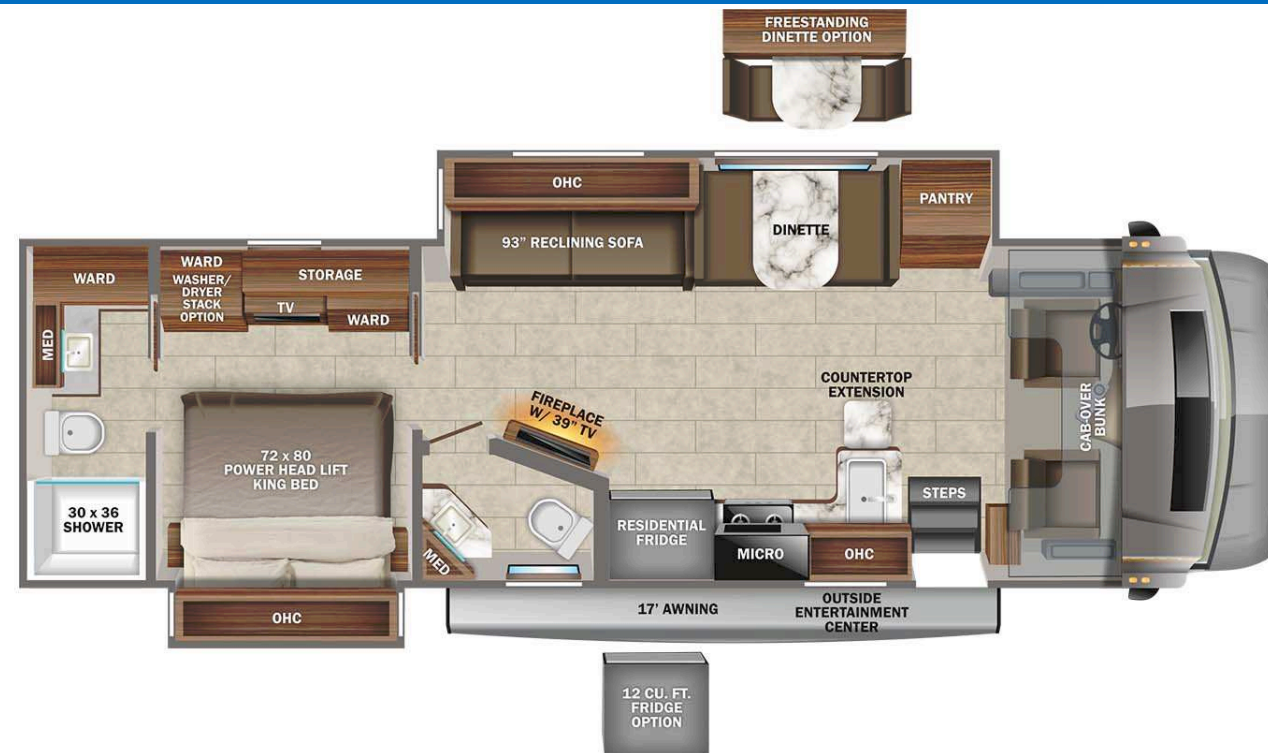 FREESTANDING
DINETTE OPTION
OHC
93” RECLINING SOFA
DINETTE
PANTRY
WARD
WARD
WASHER/
DRYER
STACK
OPTION
STORAGE
TV
WARD
MED
COUNTERTOP
EXTENSION
CAB-OVER
BUNK
FIREPLACE
W/ 39” TV
72 x 80
POWER HEAD LIFT
KING BED
30 x 36
SHOWER
MED
RESIDENTIAL
FRIDGE
MICRO
OHC
STEPS
OHC
17’ AWNING
OUTSIDE
ENTERTAINMENT
CENTER
12 CU. FT.
FRIDGE
OPTION